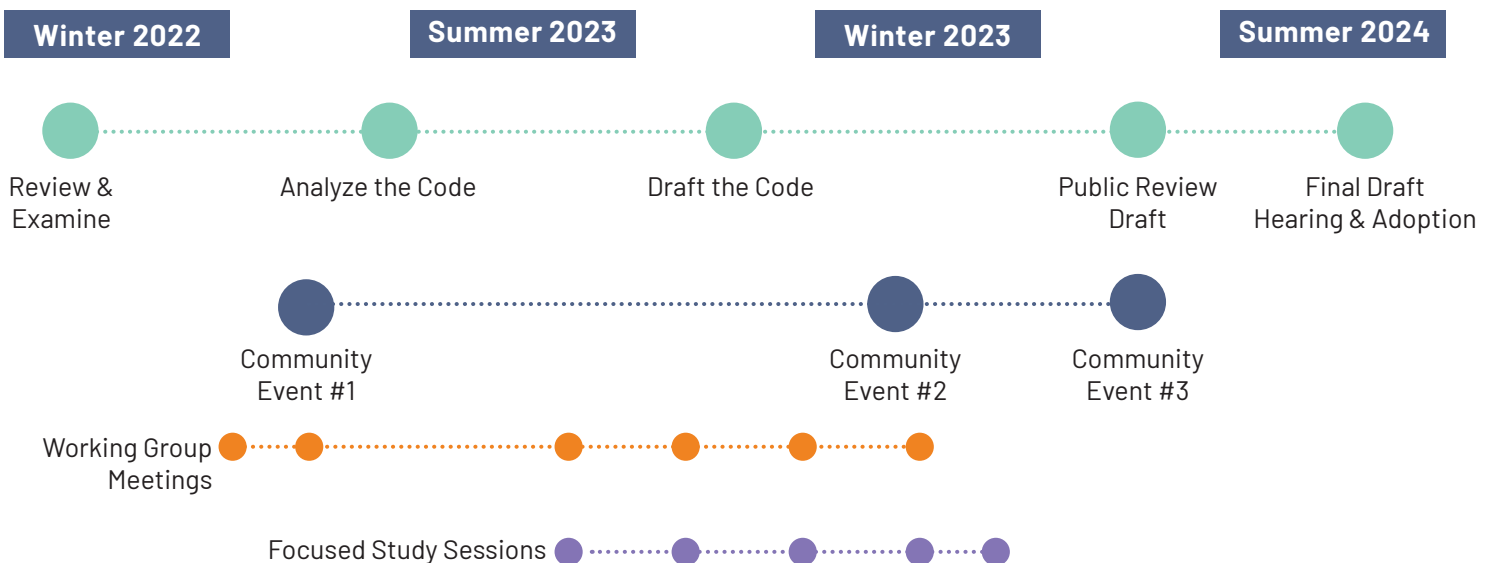 Winter 2022
Summer 2023
Winter 2023
Summer 2024
Review &
Examine
Analyze the Code
Draft the Code
Public Review
Draft
Final Draft
Hearing & Adoption
Community
Event #1
Community
Event #2
Community
Event #3
Working Group
Meetings
Focused Study Sessions